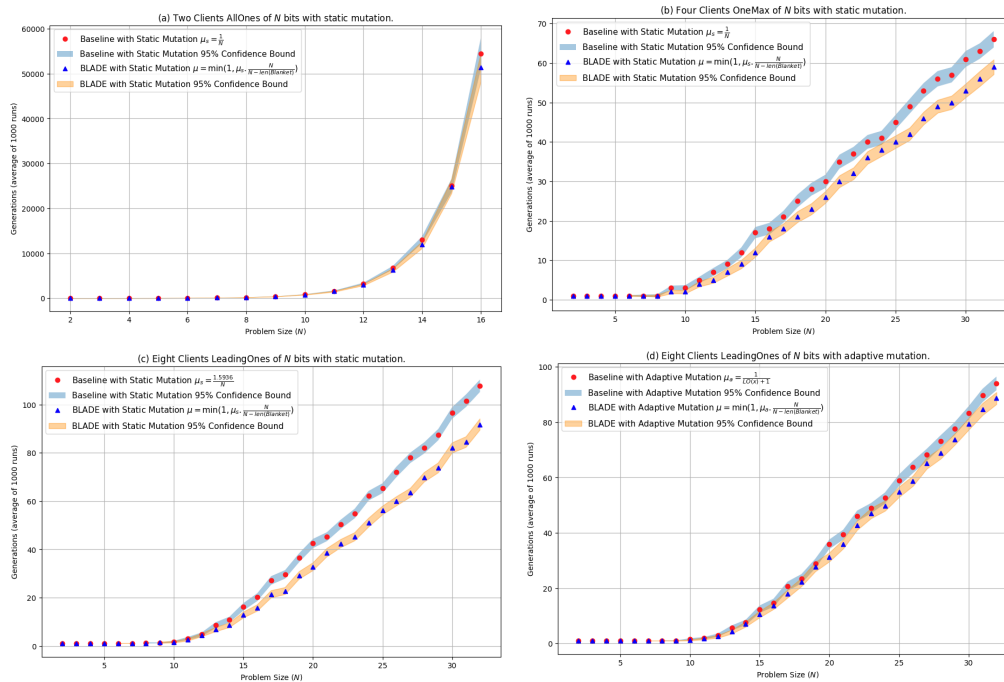 (a) Two Clients AllOnes of N bits with static mutation.
Baseline with Static Mutation μₛ = 1/N
Baseline with Static Mutation 95% Confidence Bound
BLADE with Static Mutation μ = min(1, μₛ. N/(N−len(Blanket)))
BLADE with Static Mutation 95% Confidence Bound
Generations (average of 1000 runs)
60000
50000
40000
30000
20000
10000
0
2 4 6 8 10 12 14 16
Problem Size (N)
(b) Four Clients OneMax of N bits with static mutation.
Baseline with Static Mutation μₛ = 1/N
Baseline with Static Mutation 95% Confidence Bound
BLADE with Static Mutation μ = min(1, μₛ. N/(N−len(Blanket)))
BLADE with Static Mutation 95% Confidence Bound
Generations (average of 1000 runs)
70
60
50
40
30
20
10
0
5 10 15 20 25 30
Problem Size (N)
(c) Eight Clients LeadingOnes of N bits with static mutation.
Baseline with Static Mutation μₛ = 1.5936/N
Baseline with Static Mutation 95% Confidence Bound
BLADE with Static Mutation μ = min(1, μₛ. N/(N−len(Blanket)))
BLADE with Static Mutation 95% Confidence Bound
Generations (average of 1000 runs)
100
80
60
40
20
0
5 10 15 20 25 30
Problem Size (N)
(d) Eight Clients LeadingOnes of N bits with adaptive mutation.
Baseline with Adaptive Mutation μₐ = 1/(LO(x)+1)
Baseline with Adaptive Mutation 95% Confidence Bound
BLADE with Adaptive Mutation μ = min(1, μₐ. N/(N−len(Blanket)))
BLADE with Adaptive Mutation 95% Confidence Bound
Generations (average of 1000 runs)
100
80
60
40
20
0
5 10 15 20 25 30
Problem Size (N)